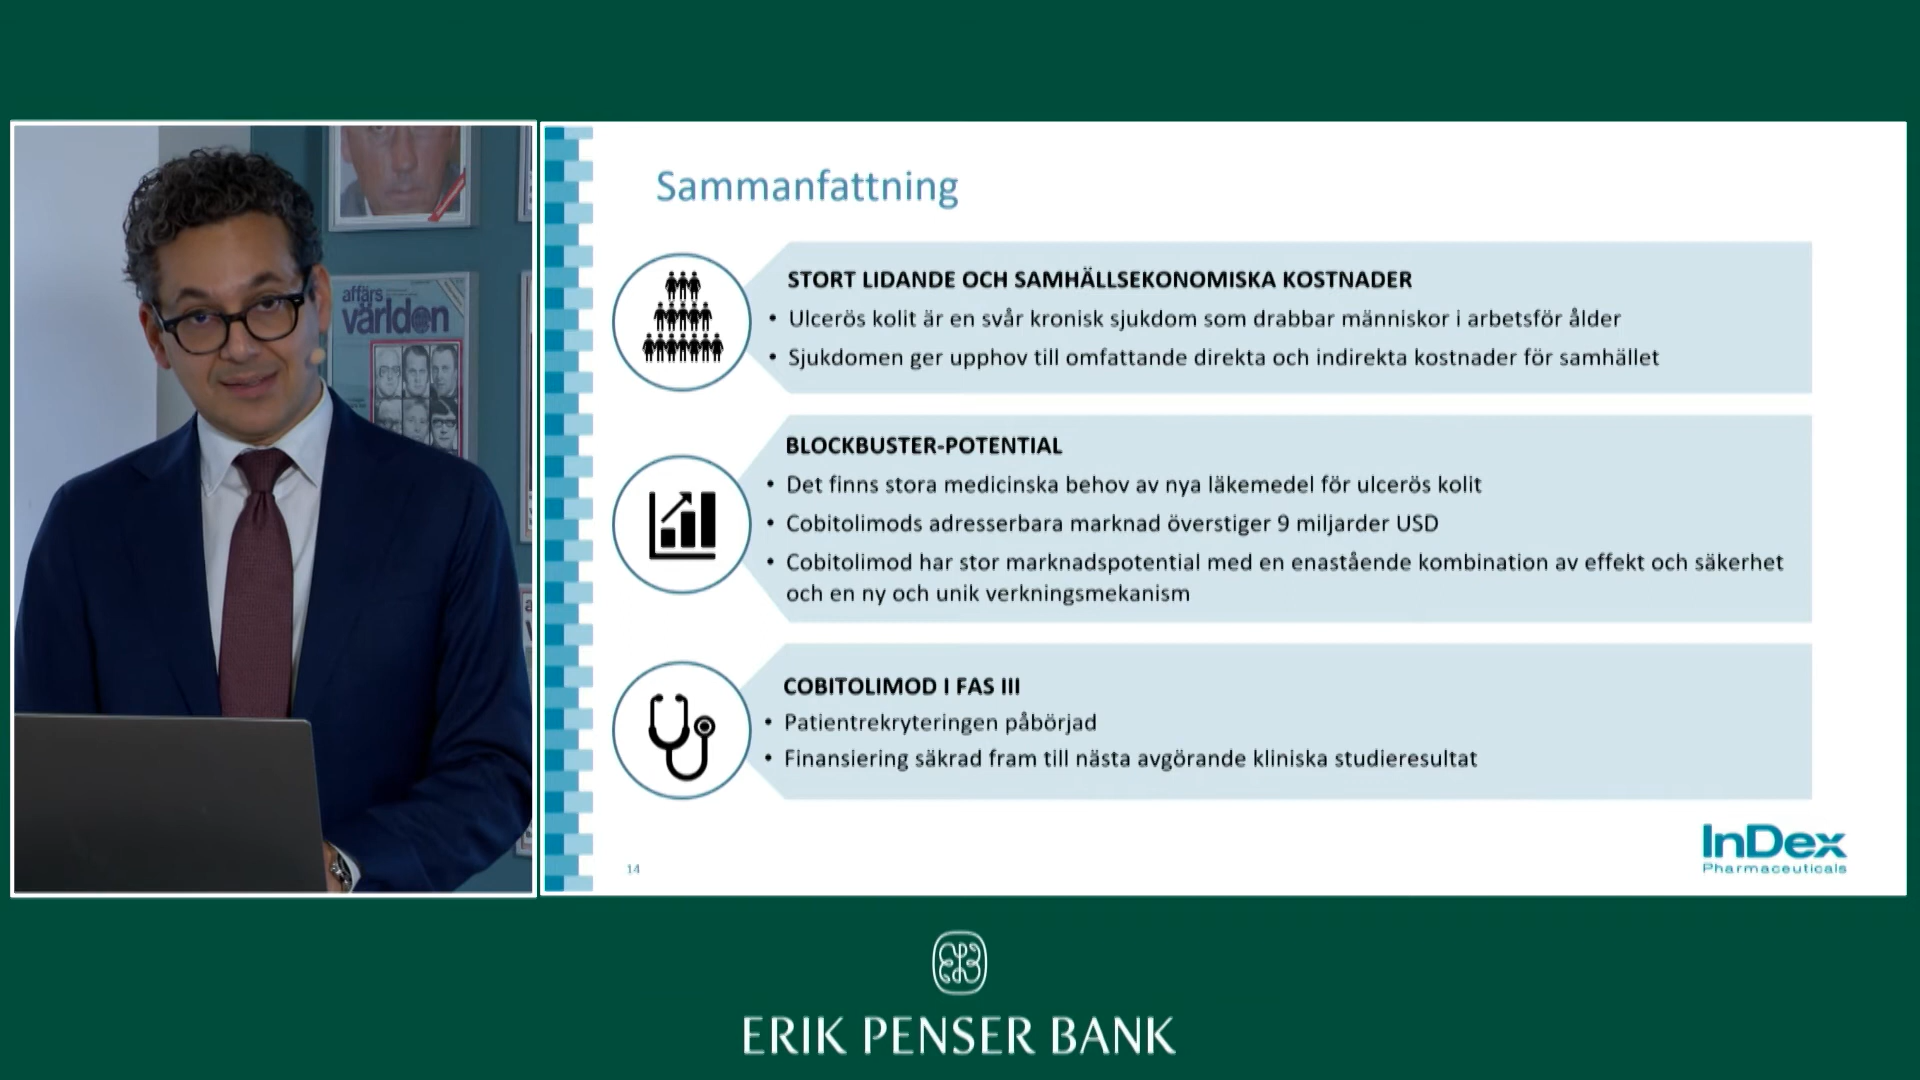 affärs
världen
Sammanfattning
STORT LIDANDE OCH SAMHÄLLSEKONOMISKA KOSTNADER
• Ulcerös kolit är en svår kronisk sjukdom som drabbar människor i arbetsför ålder
• Sjukdomen ger upphov till omfattande direkta och indirekta kostnader för samhället
BLOCKBUSTER-POTENTIAL
• Det finns stora medicinska behov av nya läkemedel för ulcerös kolit
• Cobitolimods adresserbara marknad överstiger 9 miljarder USD
• Cobitolimod har stor marknadspotential med en enastående kombination av effekt och säkerhet
och en ny och unik verkningsmekanism
COBITOLIMOD I FAS III
• Patientrekryteringen påbörjad
• Finansiering säkrad fram till nästa avgörande kliniska studieresultat
14
InDex
Pharmaceuticals
ERIK PENSER BANK